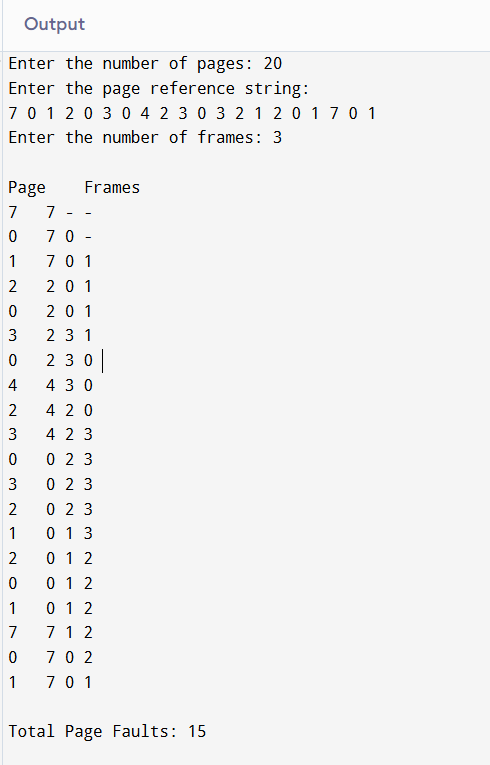 Output
Enter the number of pages: 20
Enter the page reference string:
7 0 1 2 0 3 0 4 2 3 0 3 2 1 2 0 1 7 0 1
Enter the number of frames: 3

Page    Frames
7   7 - -
0   7 0 -
1   7 0 1
2   2 0 1
0   2 0 1
3   2 3 1
0   2 3 0
4   4 3 0
2   4 2 0
3   4 2 3
0   0 2 3
3   0 2 3
2   0 2 3
1   0 1 3
2   0 1 2
0   0 1 2
1   0 1 2
7   7 1 2
0   7 0 2
1   7 0 1

Total Page Faults: 15